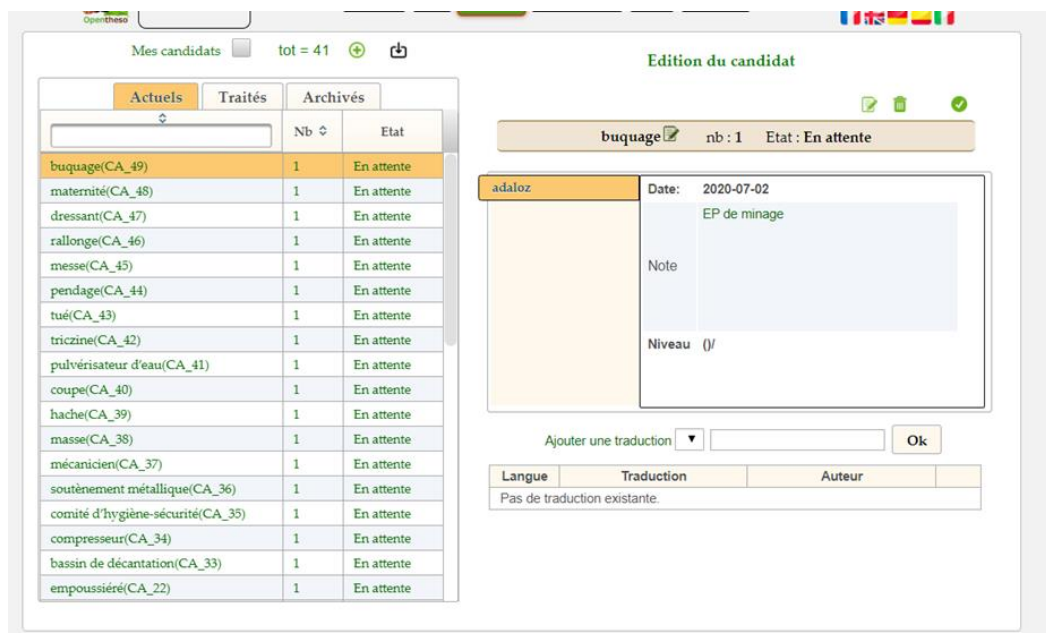 Opentheso
Mes candidats tot = 41
Edition du candidat
Actuels Traités Archivés
Nb Etat
buquage nb : 1 Etat : En attente
buquage(CA_49) 1 En attente
maternité(CA_48) 1 En attente
dressant(CA_47) 1 En attente
rallonge(CA_46) 1 En attente
messe(CA_45) 1 En attente
pendage(CA_44) 1 En attente
tué(CA_43) 1 En attente
triczine(CA_42) 1 En attente
pulvérisateur d'eau(CA_41) 1 En attente
coupe(CA_40) 1 En attente
hache(CA_39) 1 En attente
masse(CA_38) 1 En attente
mécanicien(CA_37) 1 En attente
soutènement métallique(CA_36) 1 En attente
comité d'hygiène-sécurité(CA_35) 1 En attente
compresseur(CA_34) 1 En attente
bassin de décantation(CA_33) 1 En attente
empoussiéré(CA_22) 1 En attente
adaloz
Date: 2020-07-02
EP de minage
Note
Niveau ()/
Ajouter une traduction Ok
Langue Traduction Auteur
Pas de traduction existante.